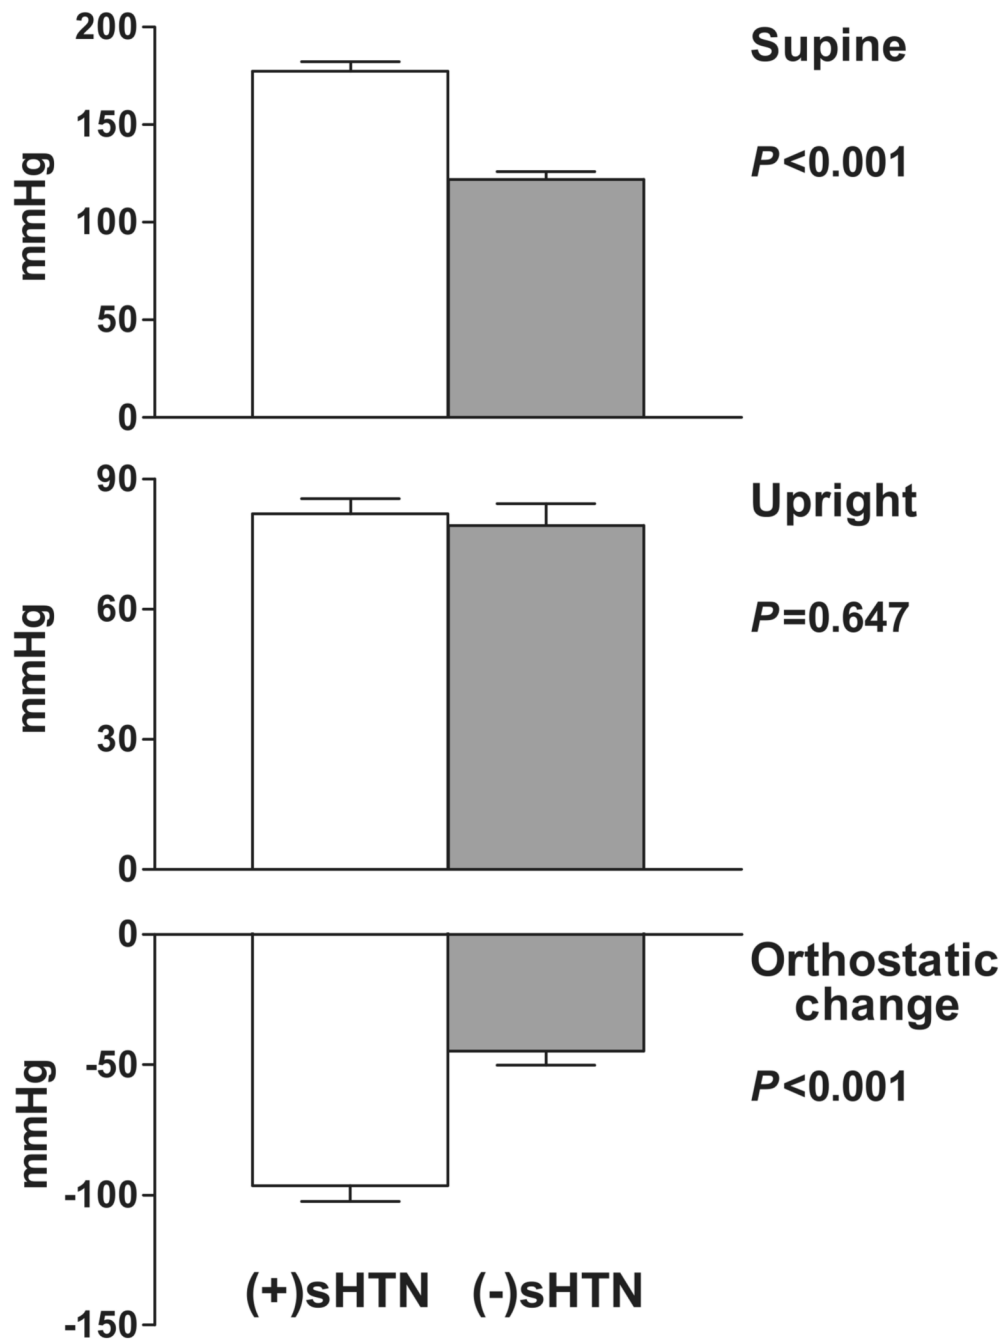 200
150
100
50
0
mmHg
Supine
P<0.001
90
60
30
0
mmHg
Upright
P=0.647
0
-50
-100
-150
mmHg
Orthostatic
change
P<0.001
(+)sHTN (-)sHTN